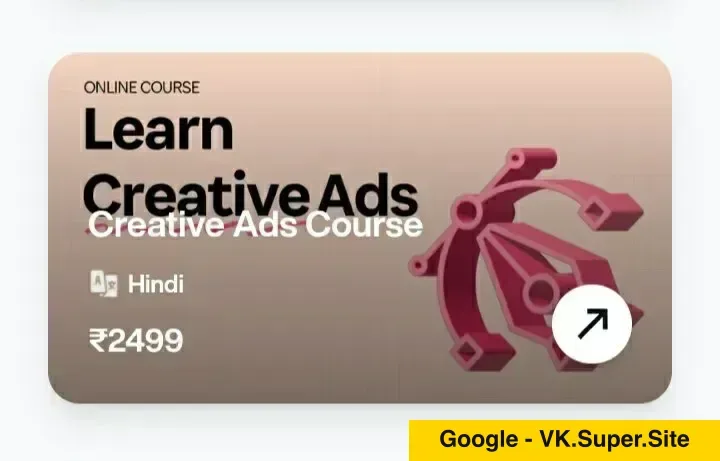 ONLINE COURSE
Learn
Creative Ads
Creative Ads Course
Hindi
₹2499
Google - VK.Super.Site